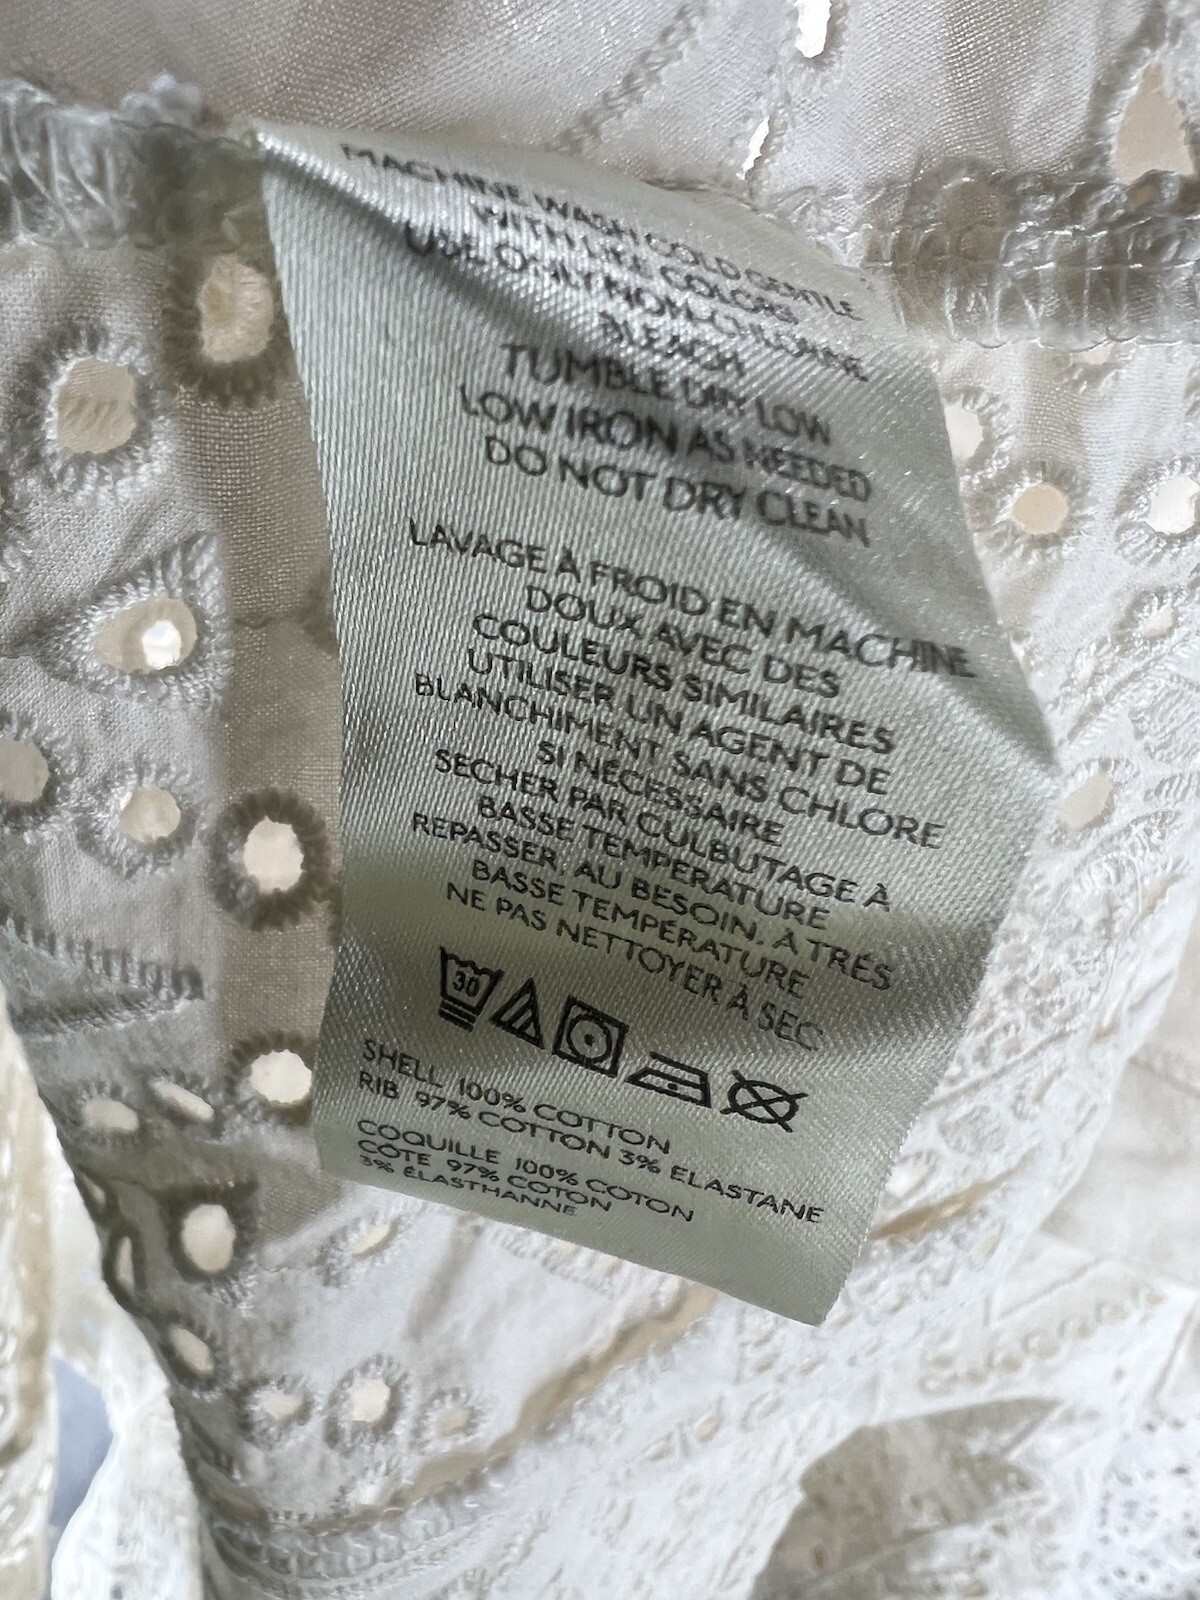 MACHINE WASH COLD GENTLE
WITH LIKE COLORS
USE ONLY NON-CHLORINE
BLEACH
TUMBLE DRY LOW
LOW IRON AS NEEDED
DO NOT DRY CLEAN
LAVAGE À FROID EN MACHINE
DOUX AVEC DES
COULEURS SIMILAIRES
UTILISER UN AGENT DE
BLANCHIMENT SANS CHLORE
SI NÉCESSAIRE
SECHER PAR CULBUTAGE À
BASSE TEMPÉRATURE
REPASSER, AU BESOIN, À TRÉS
BASSE TEMPÉRATURE
NE PAS NETTOYER À SEC
30
SHELL 100% COTTON
RIB 97% COTTON 3% ELASTANE
COQUILLE 100% COTON
CÔTE 97% COTON
3% ÉLASTHANNE